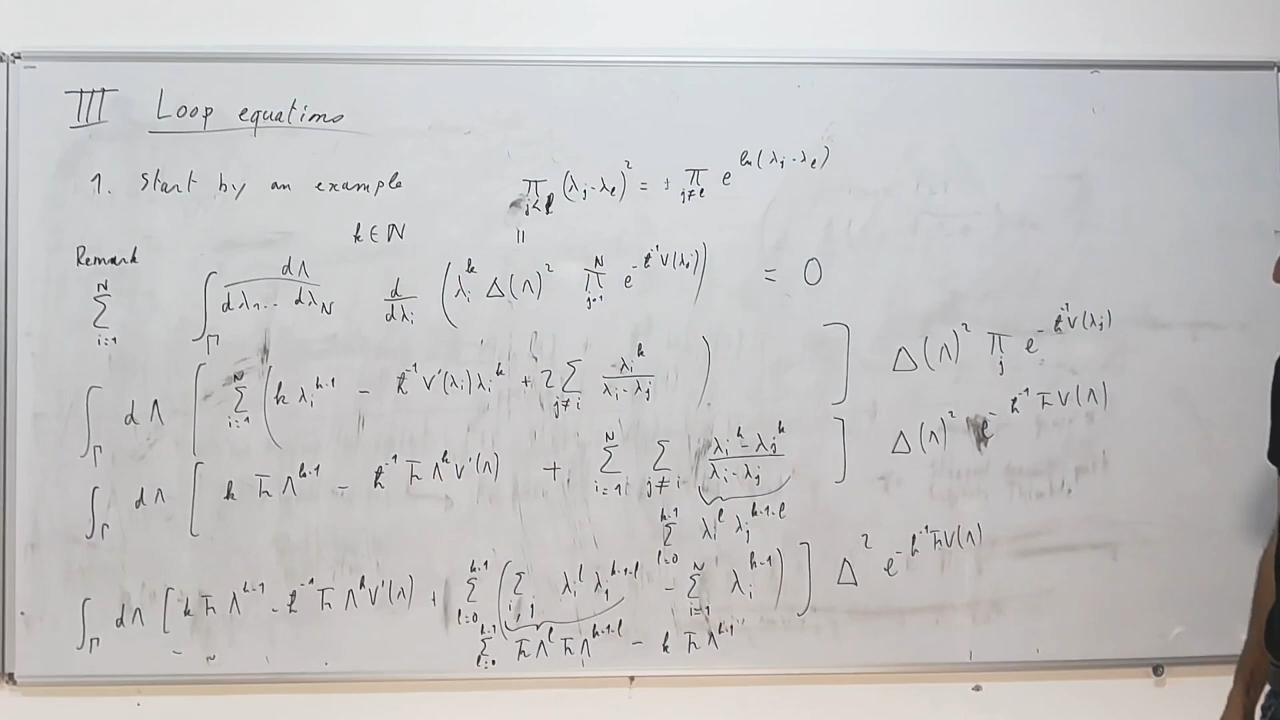 III Loop equations
1. Start by an example
∏_{j<l} (λ_j - λ_l)^2 = ± ∏_{j≠l} e^{ln(λ_j - λ_l)}
k ∈ N
"
Remark
∑_{i=1}^{N} ∫_Γ dΛ / dλ_1 ... dλ_N d/dλ_i ( λ_i^k Δ(Λ)^2 ∏_{j=1}^{N} e^{-ħ^{-1} V(λ_j)} ) = 0
∫_Γ dΛ [ ∑_{i=1}^{N} ( k λ_i^{k-1} - ħ^{-1} V'(λ_i) λ_i^k + 2 ∑_{j≠i} λ_i^k / (λ_i - λ_j) ) ] Δ(Λ)^2 ∏_j e^{-ħ^{-1} V(λ_j)}
∫_Γ dΛ [ k Tr Λ^{k-1} - ħ^{-1} Tr Λ^k V'(Λ) + ∑_{i=1}^{N} ∑_{j≠i} (λ_i^k - λ_j^k) / (λ_i - λ_j) ] Δ(Λ)^2 e^{-ħ^{-1} Tr V(Λ)}
∑_{l=0}^{k-1} λ_i^l λ_j^{k-1-l}
∫_Γ dΛ [ k Tr Λ^{k-1} - ħ^{-1} Tr Λ^k V'(Λ) + ∑_{l=0}^{k-1} ( ∑_{i,j} λ_i^l λ_j^{k-1-l} - ∑_{i=1}^{N} λ_i^{k-1} ) ] Δ^2 e^{-ħ^{-1} Tr V(Λ)}
∑_{l=0}^{k-1} Tr Λ^l Tr Λ^{k-1-l} - k Tr Λ^{k-1}